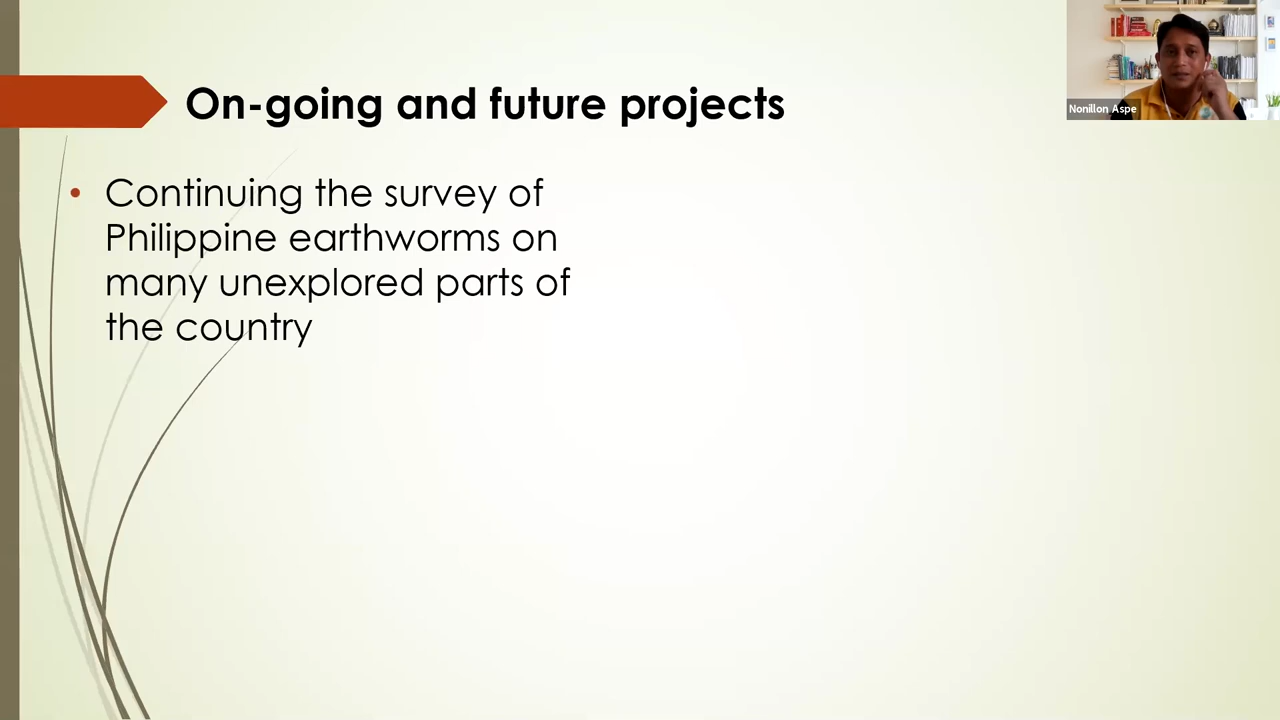 On-going and future projects
Nonillon Aspe
• Continuing the survey of
Philippine earthworms on
many unexplored parts of
the country